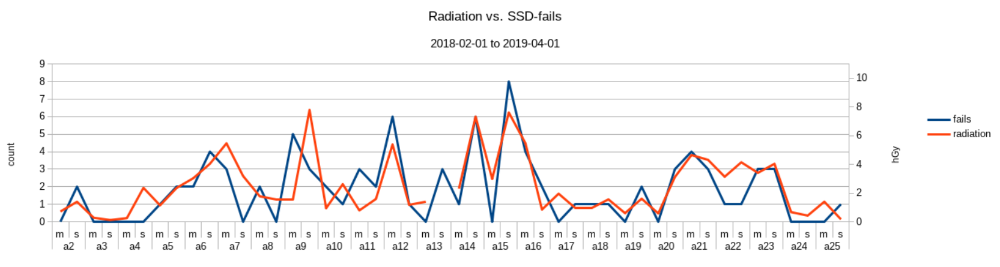 Radiation vs. SSD-fails
2018-02-01 to 2019-04-01
count
9
8
7
6
5
4
3
2
1
0
10
8
6
4
2
0
hGy
fails
radiation
m s m s m s m s m s m s m s m s m s m s m s m s m s m s m s m s m s m s m s m s m s m s m s m s
a2 a3 a4 a5 a6 a7 a8 a9 a10 a11 a12 a13 a14 a15 a16 a17 a18 a19 a20 a21 a22 a23 a24 a25